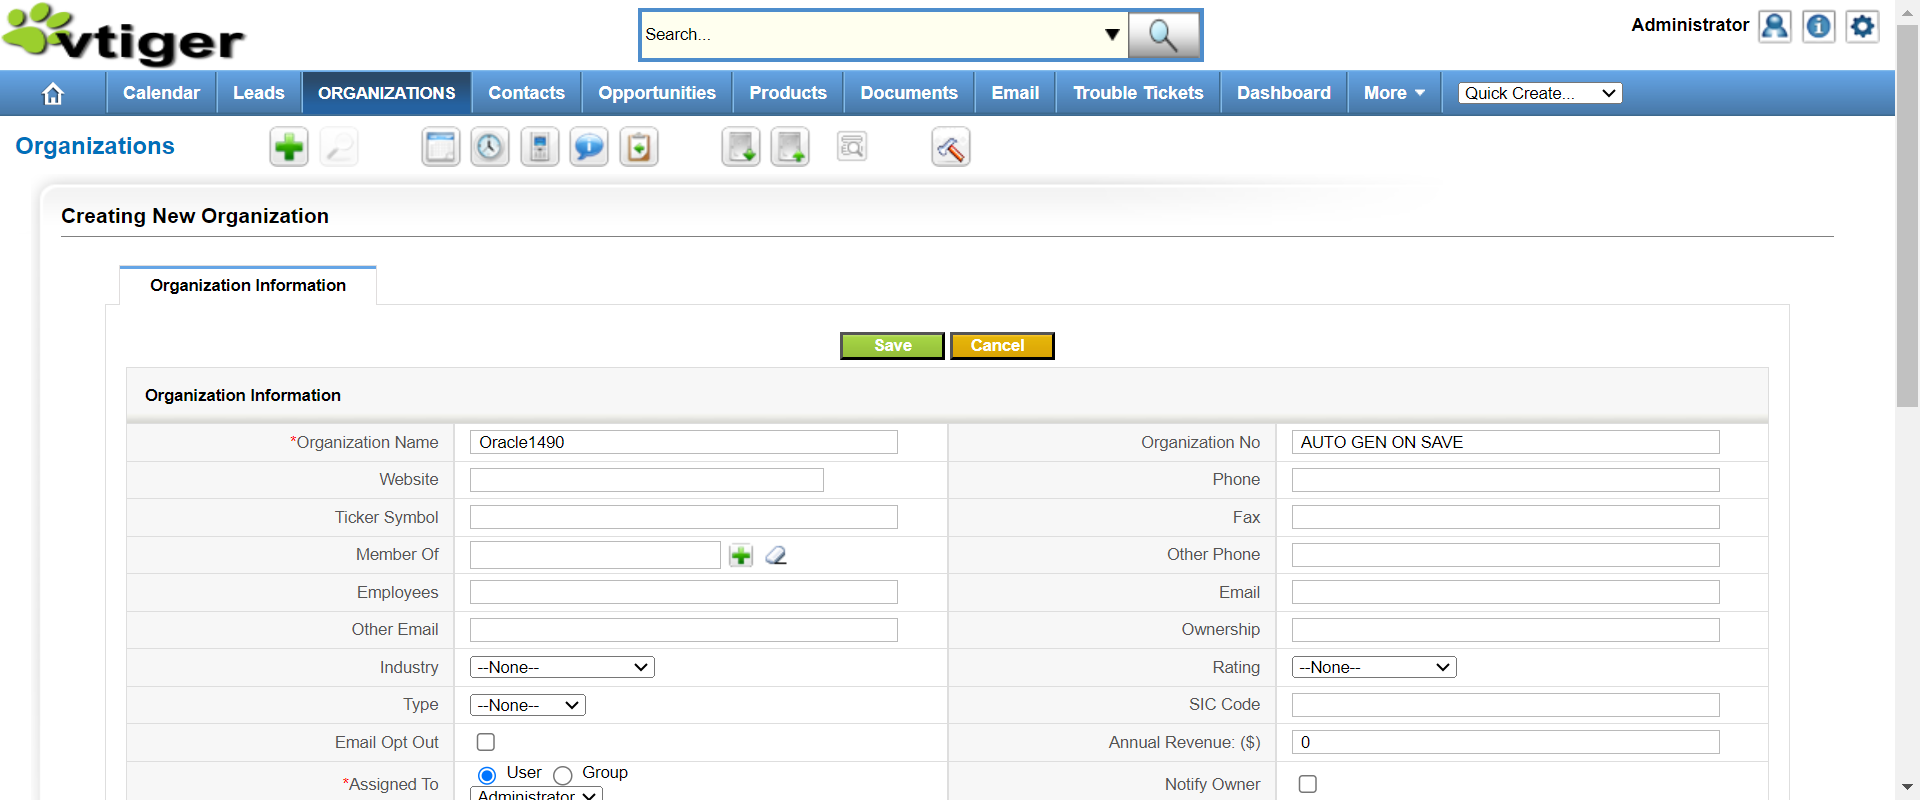 vtiger
Search...
Administrator
Calendar Leads ORGANIZATIONS Contacts Opportunities Products Documents Email Trouble Tickets Dashboard More Quick Create...
Organizations
Creating New Organization
Organization Information
Save Cancel
Organization Information
*Organization Name Oracle1490 Organization No AUTO GEN ON SAVE
Website Phone
Ticker Symbol Fax
Member Of Other Phone
Employees Email
Other Email Ownership
Industry --None-- Rating --None--
Type --None-- SIC Code
Email Opt Out Annual Revenue: ($) 0
*Assigned To User Group Notify Owner
Administrator